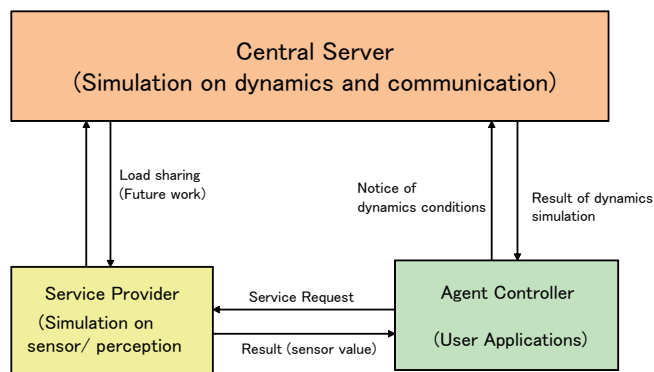 Central Server
(Simulation on dynamics and communication)
Load sharing
(Future work)
Notice of
dynamics conditions
Result of dynamics
simulation
Service Provider
(Simulation on
sensor/ perception
Service Request
Result (sensor value)
Agent Controller
(User Applications)